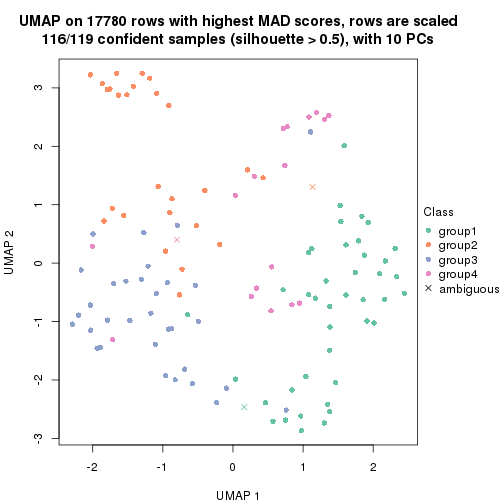 UMAP on 17780 rows with highest MAD scores, rows are scaled
116/119 confident samples (silhouette > 0.5), with 10 PCs
3
2
1
0
-1
-2
-3
UMAP 2
-2
-1
0
1
2
UMAP 1
Class
group1
group2
group3
group4
ambiguous